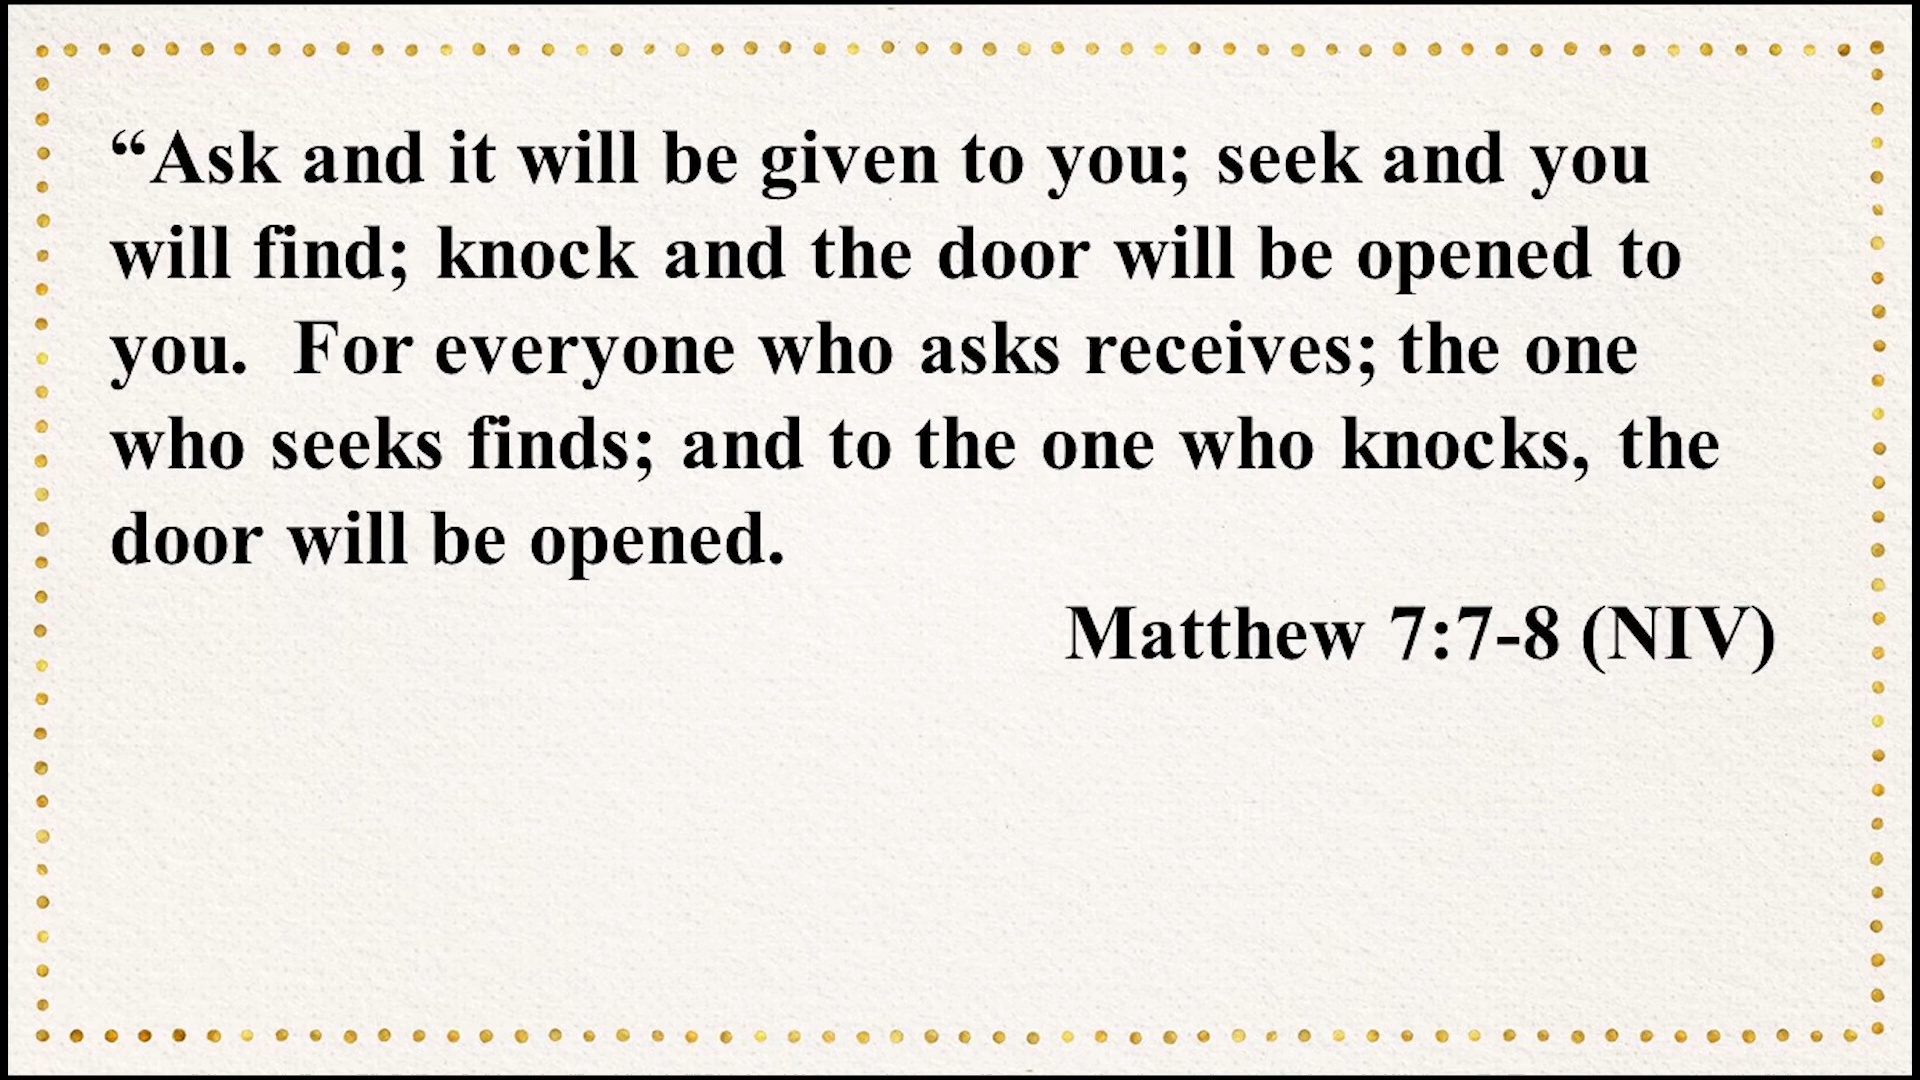 “Ask and it will be given to you; seek and you
will find; knock and the door will be opened to
you.  For everyone who asks receives; the one
who seeks finds; and to the one who knocks, the
door will be opened.
Matthew 7:7-8 (NIV)